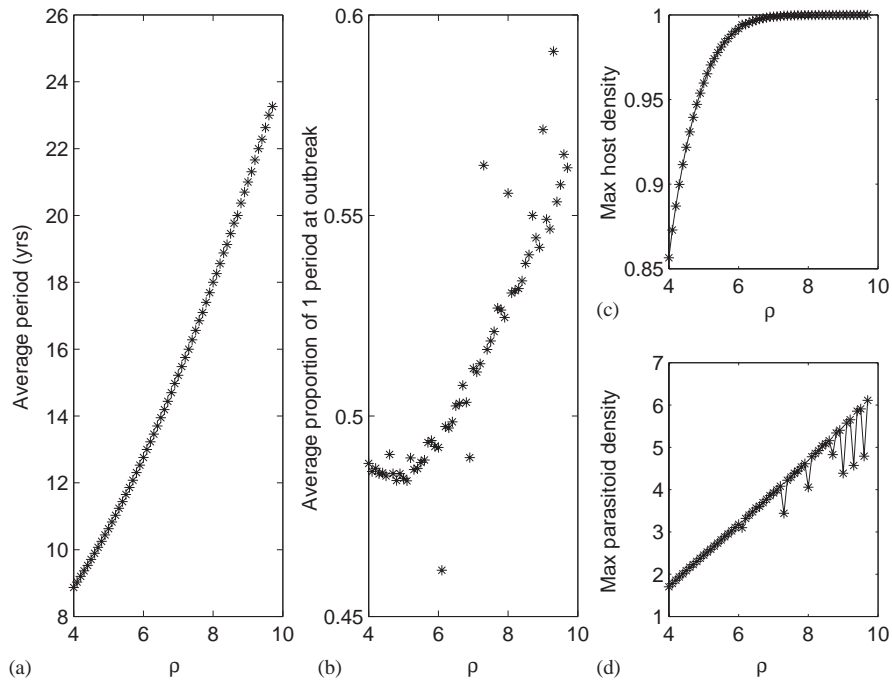 26
24
22
20
18
16
14
12
10
8
4 6 8 10
Average period (yrs)
(a) ρ
0.6
0.55
0.5
0.45
4 6 8 10
Average proportion of 1 period at outbreak
(b) ρ
1
0.95
0.9
0.85
4 6 8 10
Max host density
(c) ρ
7
6
5
4
3
2
1
4 6 8 10
Max parasitoid density
(d) ρ